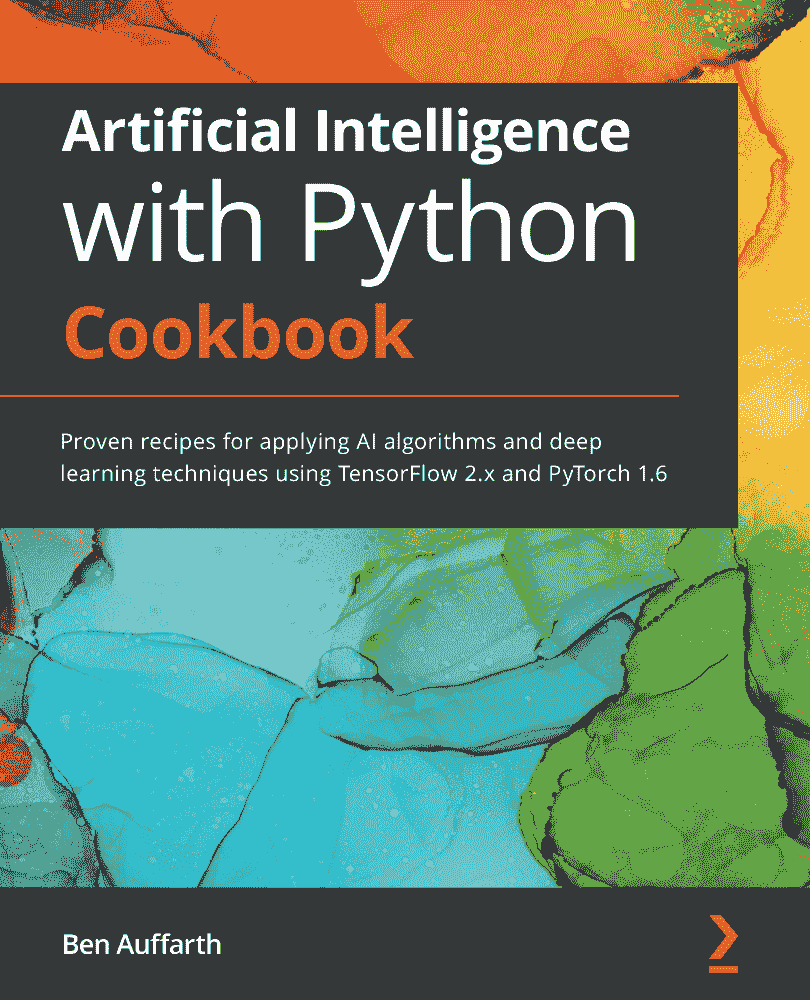 Artificial Intelligence
with Python
Cookbook
Proven recipes for applying AI algorithms and deep
learning techniques using TensorFlow 2.x and PyTorch 1.6
Ben Auffarth